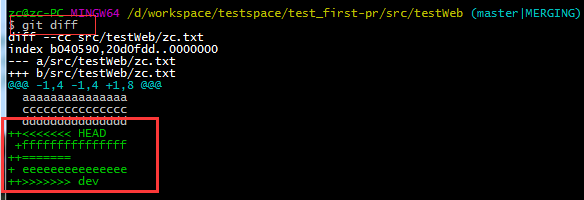 zc@zc-PC MINGW64 /d/workspace/testspace/test_first-pr/src/testWeb (master|MERGING)
$ git diff
diff --cc src/testWeb/zc.txt
index b040590,20d0fdd..0000000
--- a/src/testWeb/zc.txt
+++ b/src/testWeb/zc.txt
@@@ -1,4 -1,4 +1,8 @@@
  aaaaaaaaaaaaaaa
  ccccccccccccccc
  ddddddddddddddd
++<<<<<<< HEAD
 +fffffffffffffff
++=======
+ eeeeeeeeeeeeeee
++>>>>>>> dev